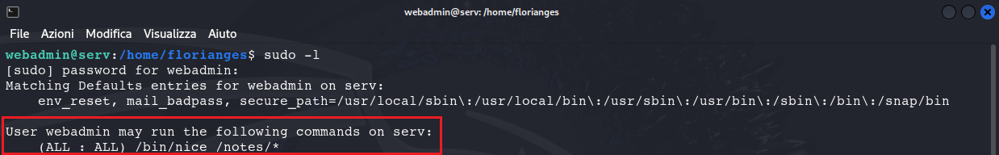 webadmin@serv: /home/florianges
File Azioni Modifica Visualizza Aiuto
webadmin@serv:/home/florianges$ sudo -l
[sudo] password for webadmin:
Matching Defaults entries for webadmin on serv:
env_reset, mail_badpass, secure_path=/usr/local/sbin\:/usr/local/bin\:/usr/sbin\:/usr/bin\:/sbin\:/bin\:/snap/bin
User webadmin may run the following commands on serv:
(ALL : ALL) /bin/nice /notes/*